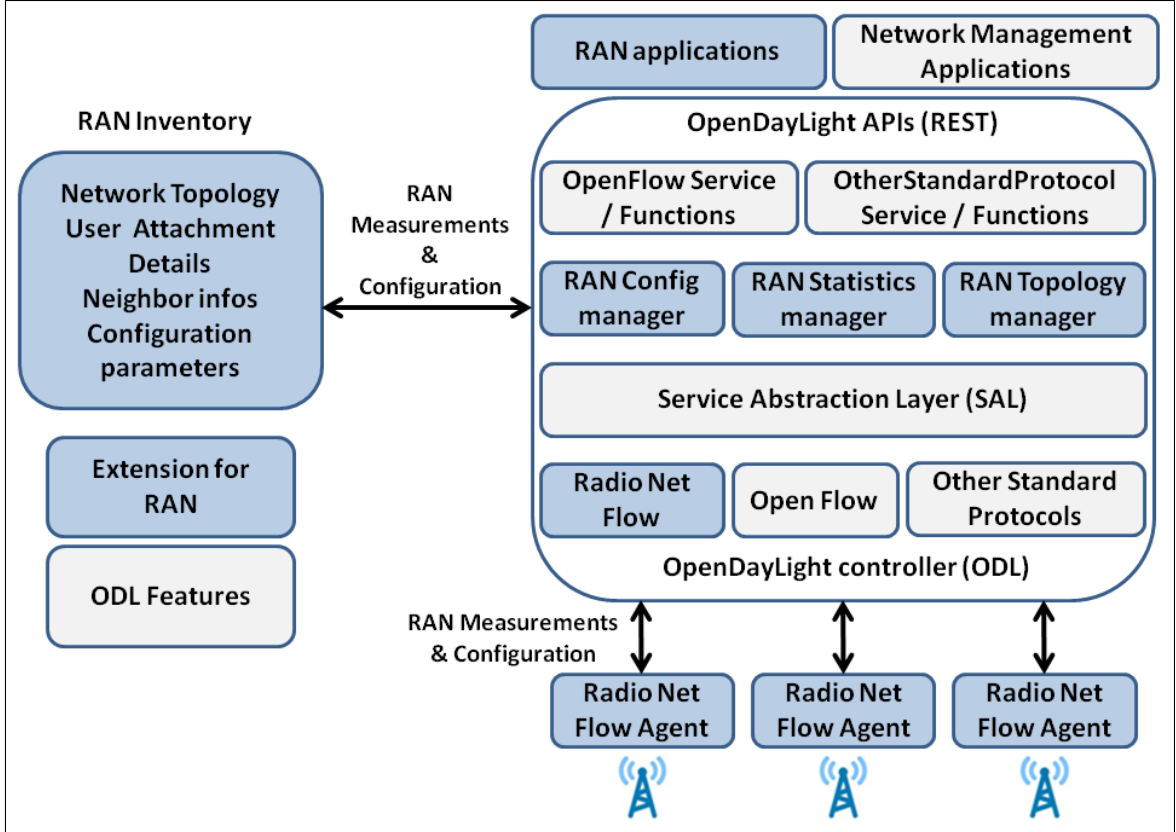 RAN applications
Network Management
Applications
RAN Inventory
Network Topology
User Attachment
Details
Neighbor infos
Configuration
parameters
RAN
Measurements
&
Configuration
OpenDayLight APIs (REST)
OpenFlow Service
/ Functions
OtherStandardProtocol
Service / Functions
RAN Config
manager
RAN Statistics
manager
RAN Topology
manager
Service Abstraction Layer (SAL)
Radio Net
Flow
Open Flow
Other Standard
Protocols
OpenDayLight controller (ODL)
Extension for
RAN
ODL Features
RAN Measurements
& Configuration
Radio Net
Flow Agent
Radio Net
Flow Agent
Radio Net
Flow Agent